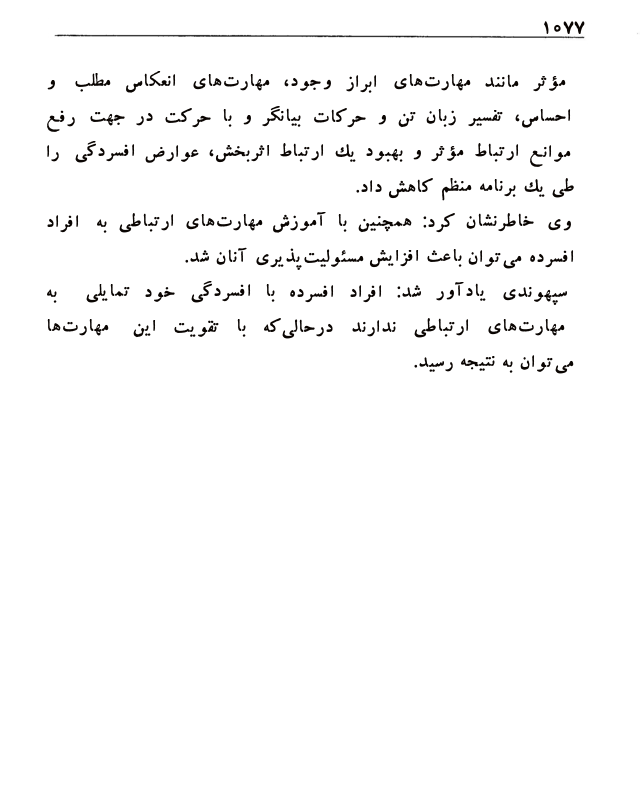 ۱۰۷۷
مؤثر مانند مهارت‌های ابراز وجود، مهارت‌های انعکاس مطلب و
احساس، تفسیر زبان تن و حرکات بیانگر و با حرکت در جهت رفع
موانع ارتباط مؤثر و بهبود یك ارتباط اثربخش، عوارض افسردگی را
طی یك برنامه منظم کاهش داد.
وی خاطرنشان کرد: همچنین با آموزش مهارت‌های ارتباطی به افراد
افسرده می‌توان باعث افزایش مسئولیت‌پذیری آنان شد.
سپهوندی یادآور شد: افراد افسرده با افسردگی خود تمایلی به
مهارت‌های ارتباطی ندارند درحالی‌که با تقویت این مهارت‌ها
می‌توان به نتیجه رسید.